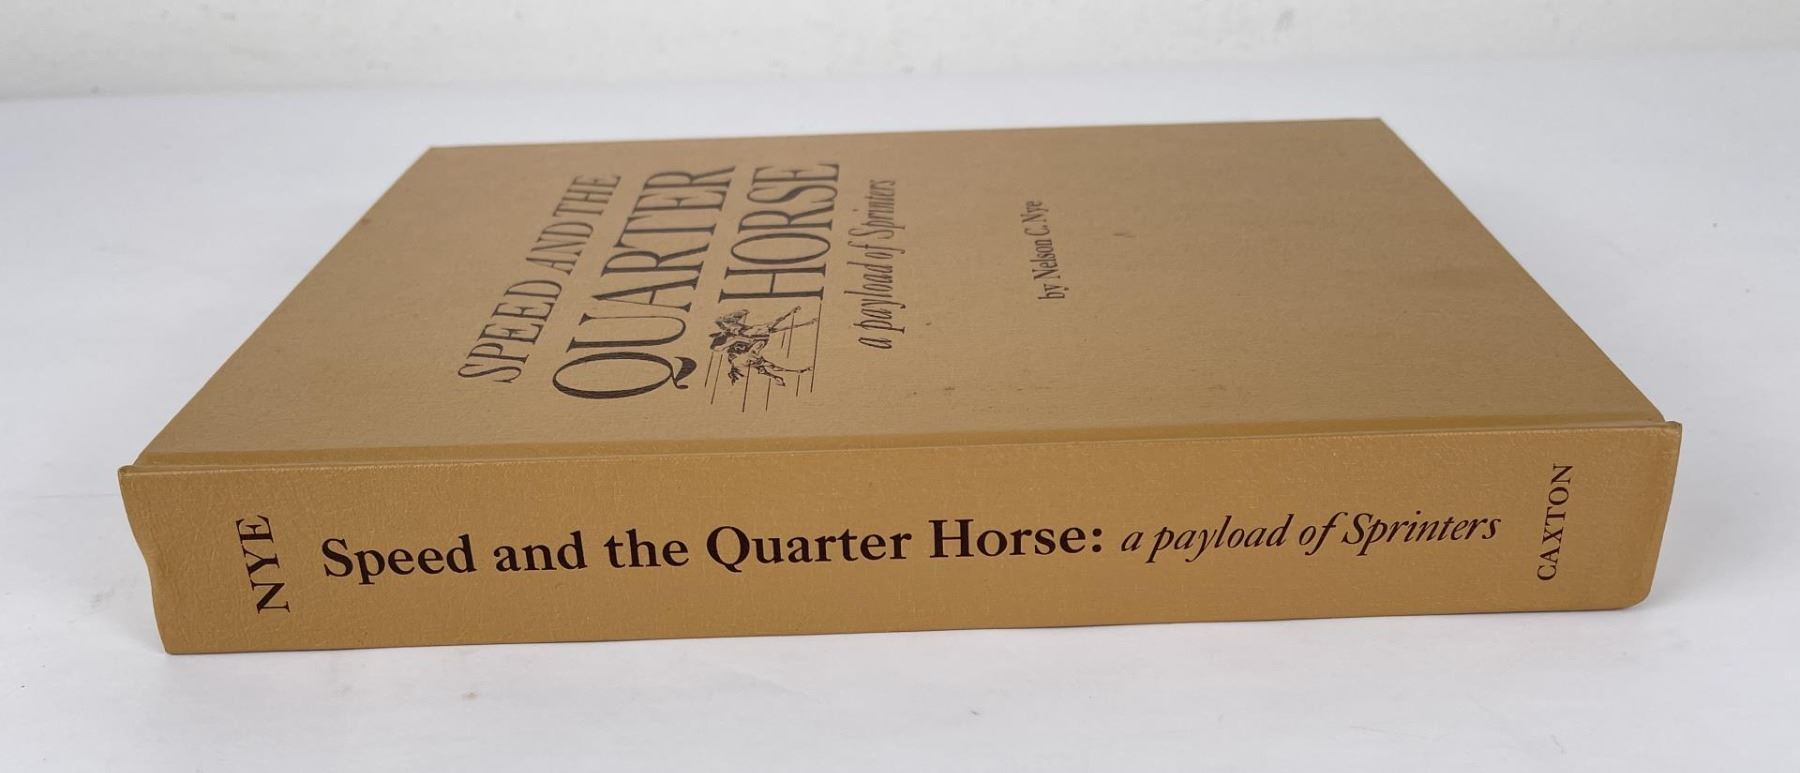 SPEED AND THE
QUARTER
HORSE
a payload of Sprinters
by Nelson C. Nye
NYE
Speed and the Quarter Horse: a payload of Sprinters
CAXTON